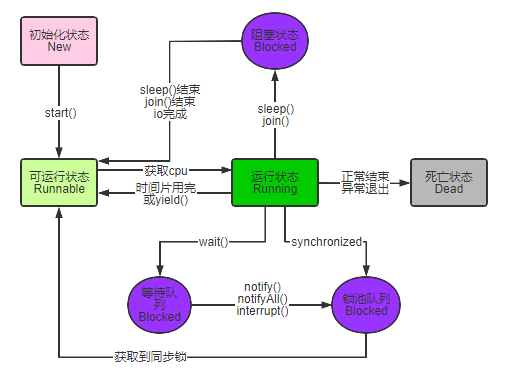 初始化状态
New
阻塞状态
Blocked
sleep()结束
join()结束
io完成
start()
sleep()
join()
可运行状态
Runnable
获取cpu
时间片用完
或yield()
运行状态
Running
正常结束
异常退出
死亡状态
Dead
wait()
synchronized
等待队
列
Blocked
notify()
notifyAll()
interrupt()
锁池队列
Blocked
获取到同步锁